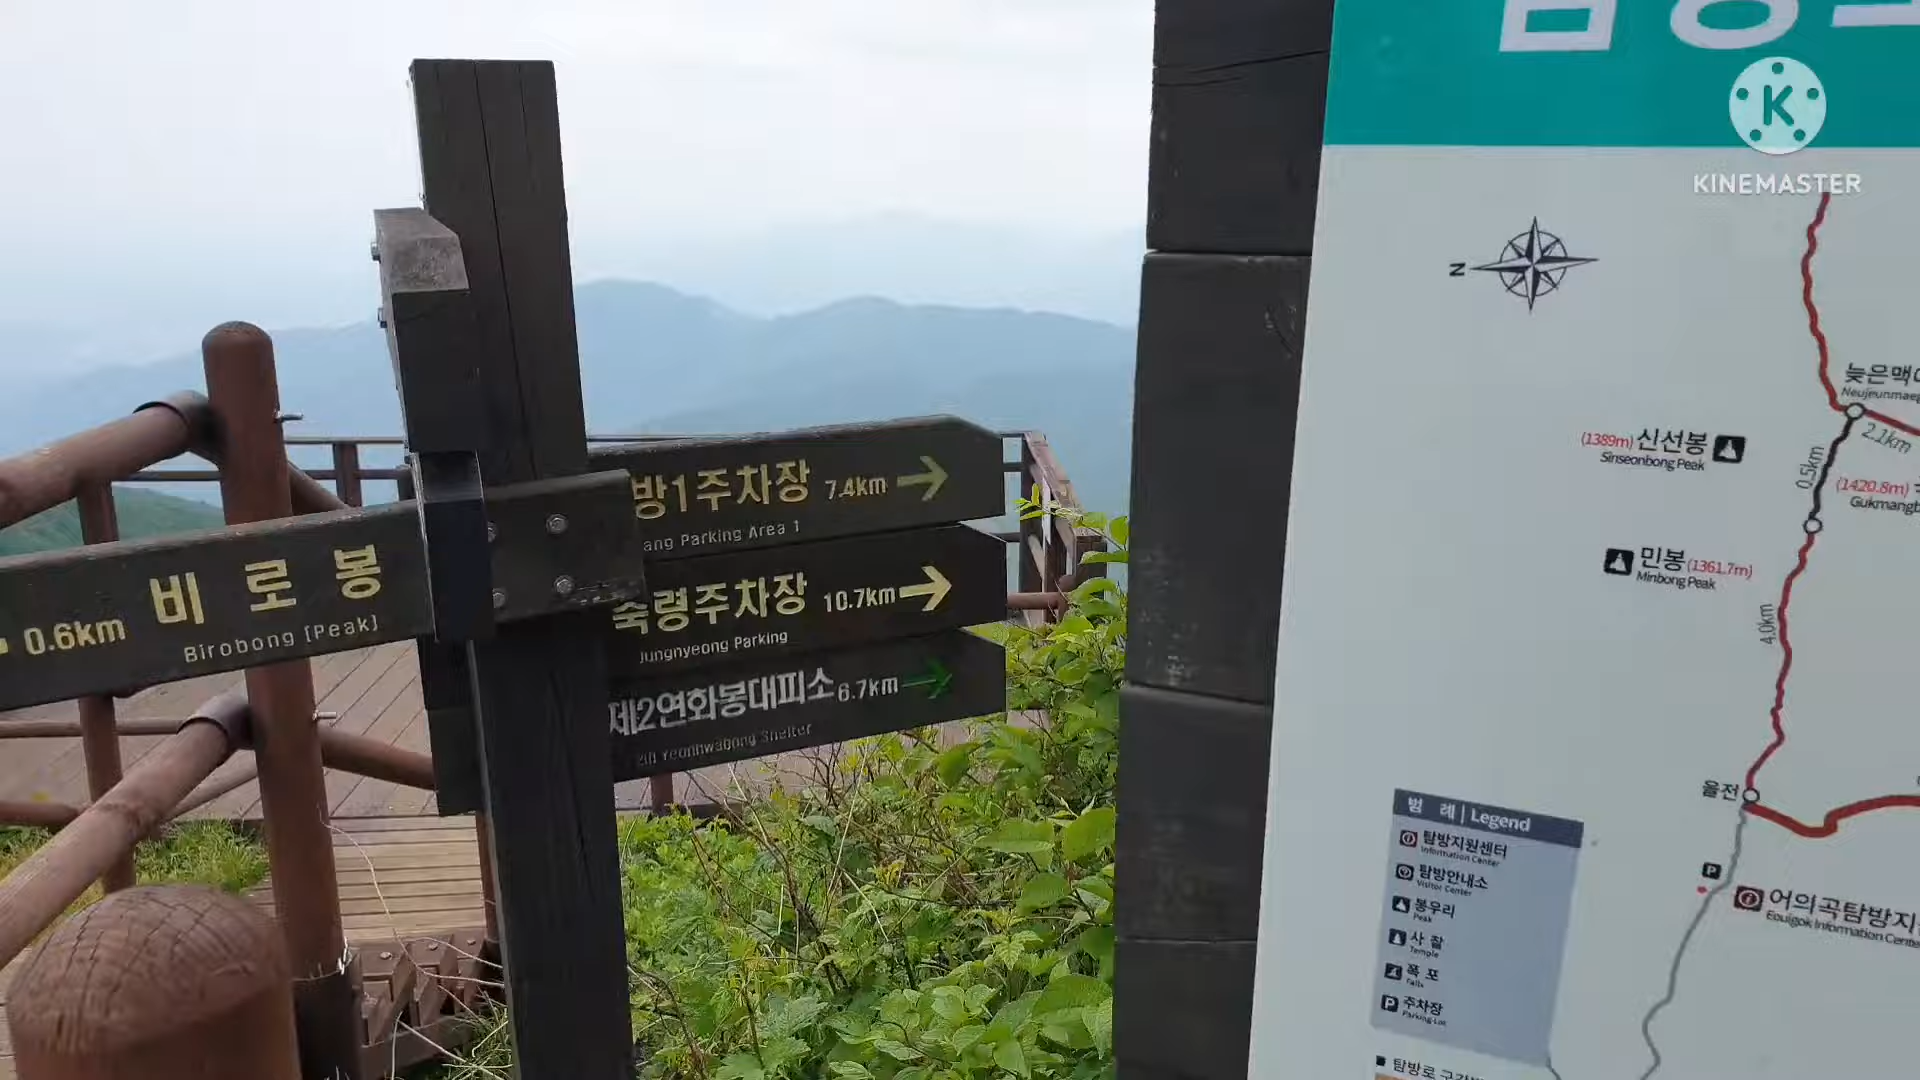 0.6km 비로봉
Birobong [Peak]
방1주차장 7.4km
ang Parking Area 1
죽령주차장 10.7km
Jungnyeong Parking
제2연화봉대피소 6.7km
Yeonhwabong Shelter
KINEMASTER
N
늦은맥이
Neujeunmaeg
2.1km
(1389m) 신선봉
Sinseonbong Peak
0.5km
(1420.8m)
Gukmangb
민봉(1361.7m)
Minbong Peak
4.0km
을전
범 례 | Legend
탐방지원센터
Information Center
탐방안내소
Visitor Center
봉우리
Peak
사 찰
Temple
폭 포
Falls
P 주차장
Parking Lot
P
어의곡탐방지
Eouigok Information Cente